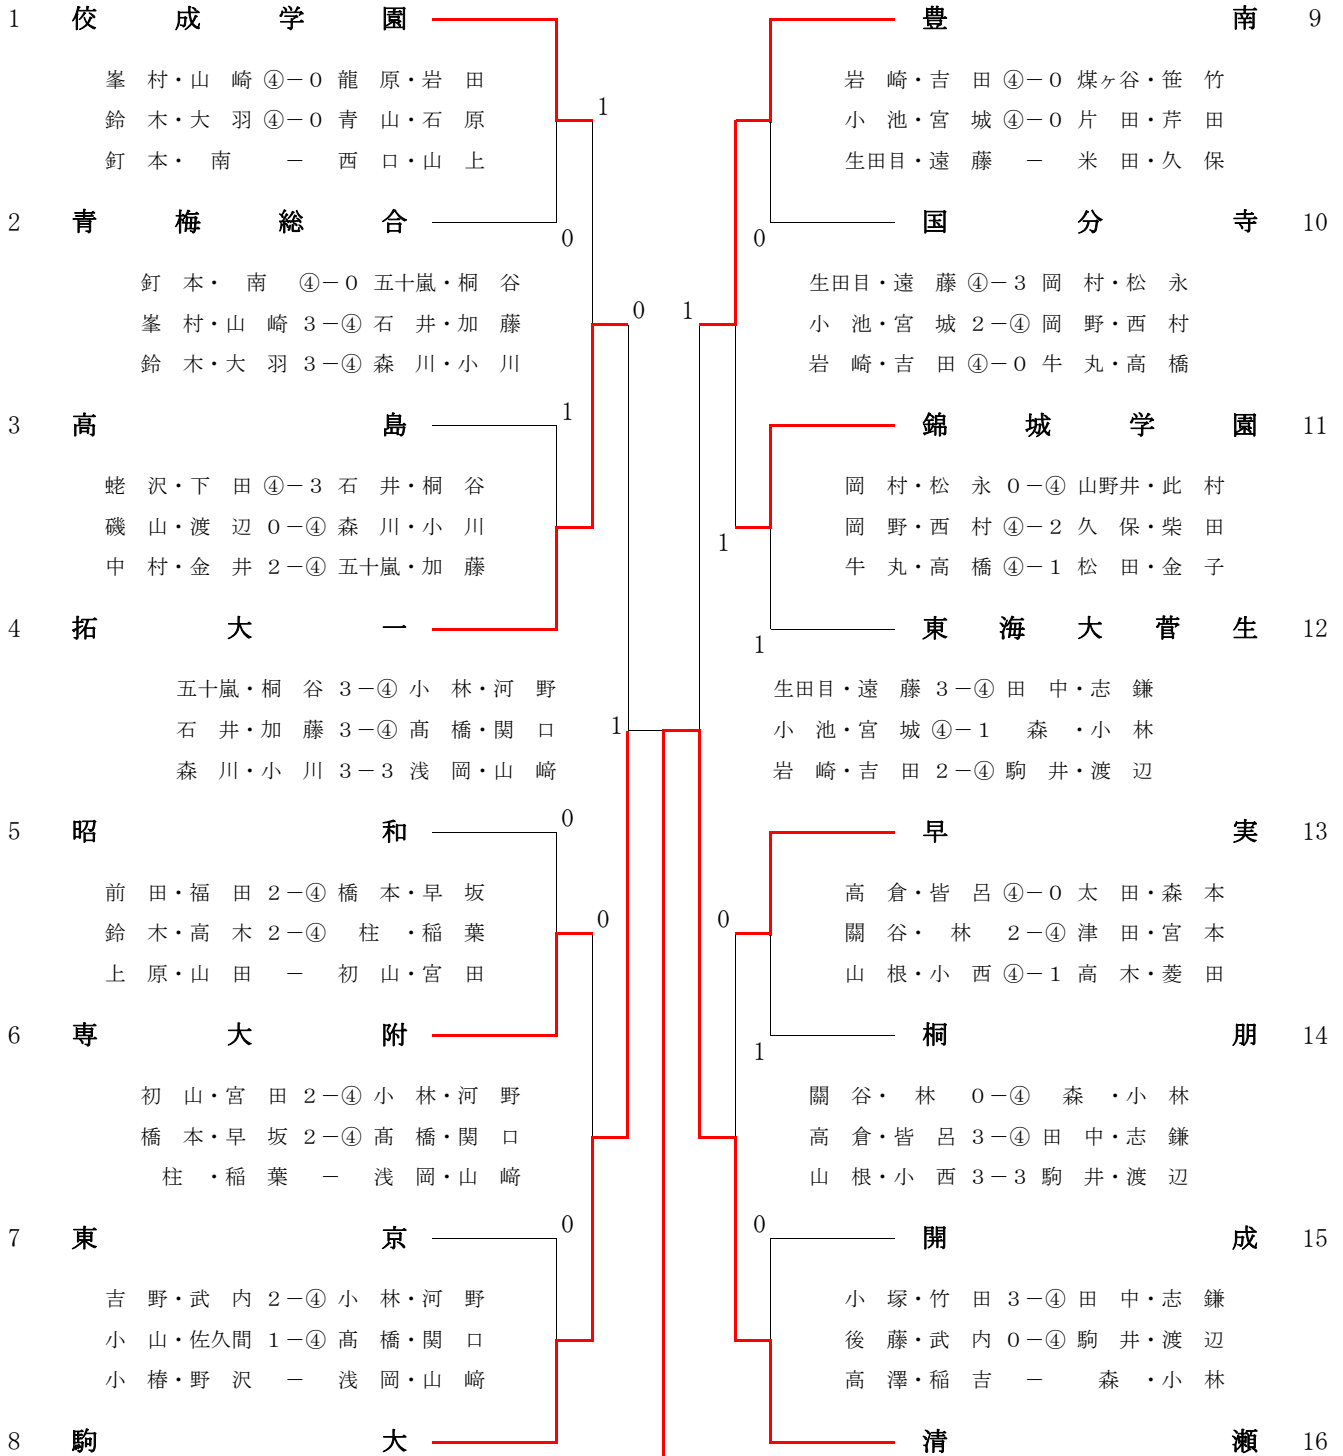 1 佼成学園
峯村・山崎 ④－0 龍原・岩田
鈴木・大羽 ④－0 青山・石原
釘本・南 － 西口・山上
1
2 青梅総合
0
釘本・南 ④－0 五十嵐・桐谷
峯村・山崎 3－④ 石井・加藤
鈴木・大羽 3－④ 森川・小川
0
3 高島
1
蛯沢・下田 ④－3 石井・桐谷
磯山・渡辺 0－④ 森川・小川
中村・金井 2－④ 五十嵐・加藤
4 拓大一
五十嵐・桐谷 3－④ 小林・河野
石井・加藤 3－④ 髙橋・関口
森川・小川 3－3 浅岡・山﨑
1
5 昭和
0
前田・福田 2－④ 橋本・早坂
鈴木・高木 2－④ 柱・稲葉
上原・山田 － 初山・宮田
0
6 専大附
初山・宮田 2－④ 小林・河野
橋本・早坂 2－④ 髙橋・関口
柱・稲葉 － 浅岡・山﨑
7 東京
0
吉野・武内 2－④ 小林・河野
小山・佐久間 1－④ 髙橋・関口
小椿・野沢 － 浅岡・山﨑
8 駒大
豊南 9
岩崎・吉田 ④－0 煤ヶ谷・笹竹
小池・宮城 ④－0 片田・芹田
生田目・遠藤 － 米田・久保
国分寺 10
0
生田目・遠藤 ④－3 岡村・松永
小池・宮城 2－④ 岡野・西村
岩崎・吉田 ④－0 牛丸・高橋
1
錦城学園 11
岡村・松永 0－④ 山野井・此村
岡野・西村 ④－2 久保・柴田
牛丸・高橋 ④－1 松田・金子
1
東海大菅生 12
1
生田目・遠藤 3－④ 田中・志鎌
小池・宮城 ④－1 森・小林
岩崎・吉田 2－④ 駒井・渡辺
早実 13
高倉・皆呂 ④－0 太田・森本
關谷・林 2－④ 津田・宮本
山根・小西 ④－1 高木・菱田
0
桐朋 14
1
關谷・林 0－④ 森・小林
高倉・皆呂 3－④ 田中・志鎌
山根・小西 3－3 駒井・渡辺
開成 15
0
小塚・竹田 3－④ 田中・志鎌
後藤・武内 0－④ 駒井・渡辺
高澤・稲吉 － 森・小林
清瀬 16